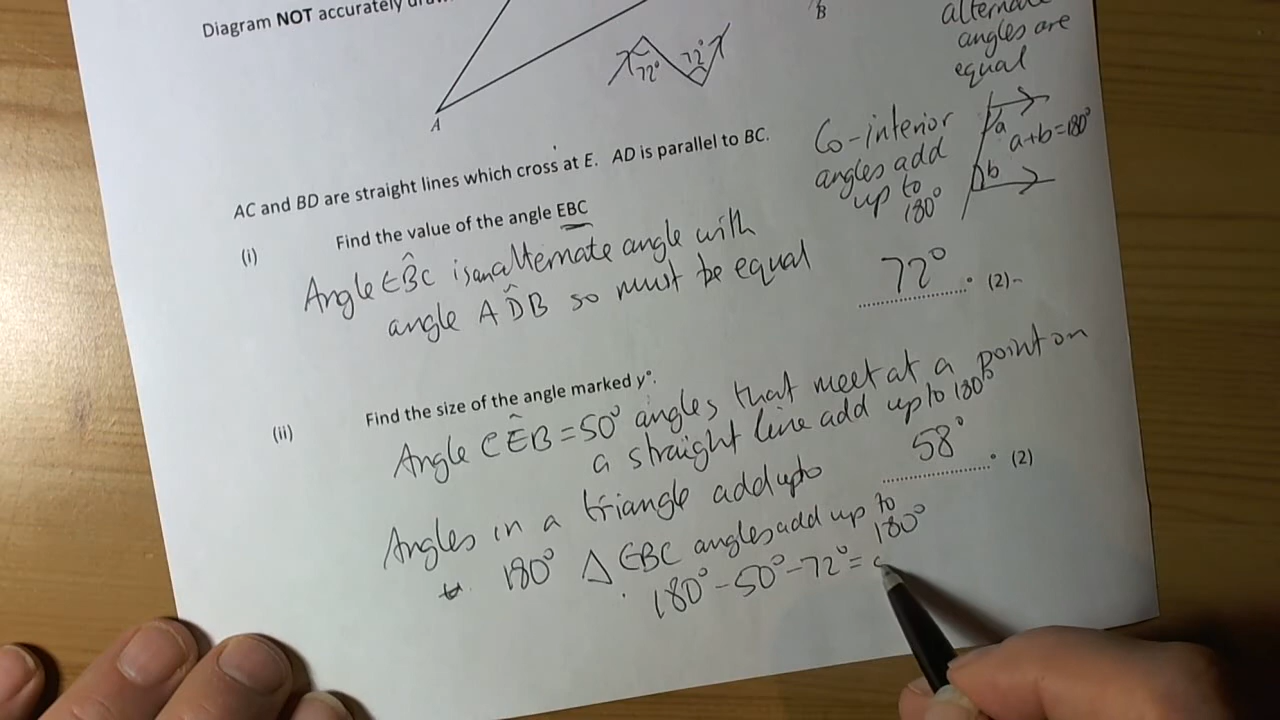 Diagram NOT accurately
A
72°
72°
B
angles are
equal
Co-interior
angles add
up to
180°
a
b
a+b=180°
AC and BD are straight lines which cross at E. AD is parallel to BC.
(i) Find the value of the angle EBC
Angle EB̂C is an alternate angle with
angle AD̂B so must be equal
72°
° (2)
(ii) Find the size of the angle marked y°.
Angle CÊB = 50° angles that meet at a point on
a straight line add up to 180°
58°
° (2)
Angles in a triangle add upto
180° △ EBC angles add up to
180°
180° - 50° - 72° =